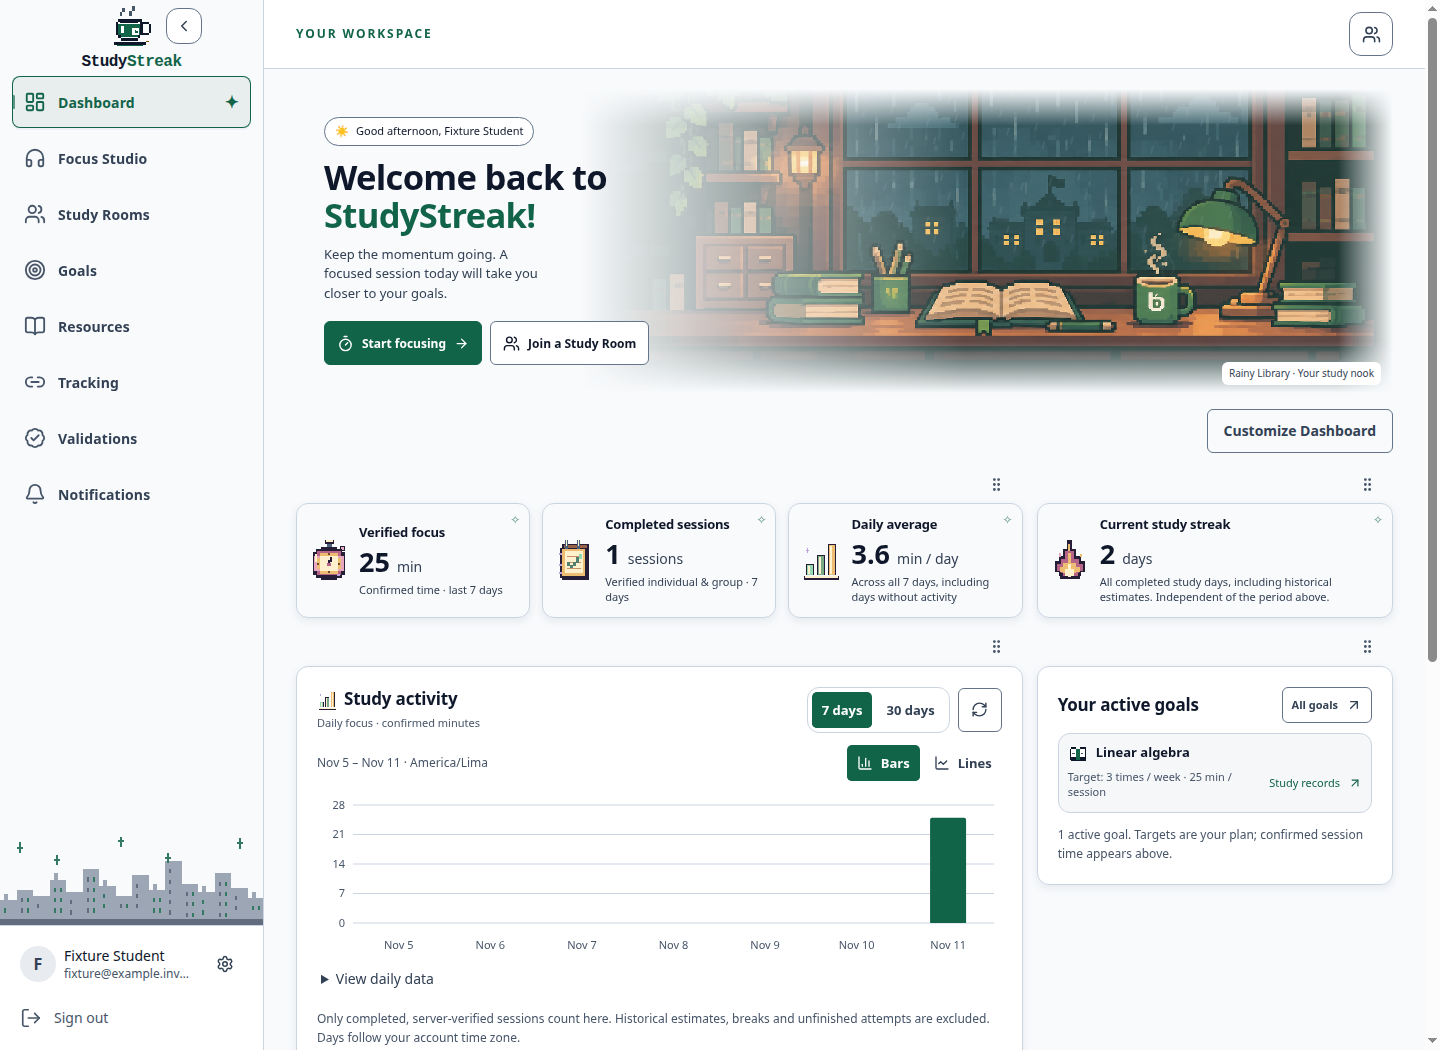 StudyStreak
Dashboard
Focus Studio
Study Rooms
Goals
Resources
Tracking
Validations
Notifications
F
Fixture Student
fixture@example.inv...
Sign out
YOUR WORKSPACE
Good afternoon, Fixture Student
Welcome back to
StudyStreak!
Keep the momentum going. A
focused session today will take you
closer to your goals.
Start focusing
Join a Study Room
b
Rainy Library · Your study nook
Customize Dashboard
Verified focus
25 min
Confirmed time · last 7 days
Completed sessions
1 sessions
Verified individual & group · 7
days
Daily average
3.6 min / day
Across all 7 days, including
days without activity
Current study streak
2 days
All completed study days, including historical
estimates. Independent of the period above.
Study activity
Daily focus · confirmed minutes
7 days
30 days
Nov 5 – Nov 11 · America/Lima
Bars
Lines
28
21
14
7
0
Nov 5
Nov 6
Nov 7
Nov 8
Nov 9
Nov 10
Nov 11
View daily data
Only completed, server-verified sessions count here. Historical estimates, breaks and unfinished attempts are excluded.
Days follow your account time zone.
Your active goals
All goals
Linear algebra
Target: 3 times / week · 25 min /
session
Study records
1 active goal. Targets are your plan; confirmed session
time appears above.